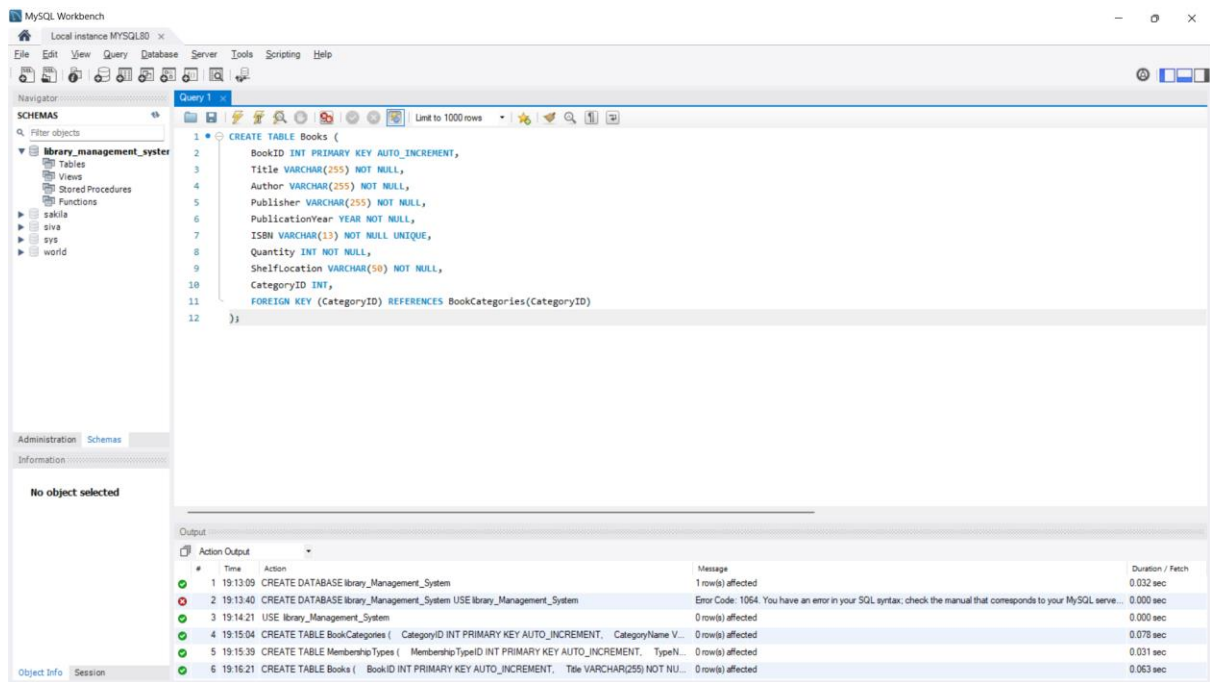 MySQL Workbench
Local instance MYSQL80 ×
File Edit View Query Database Server Tools Scripting Help
Navigator
SCHEMAS
Filter objects
library_management_syster
Tables
Views
Stored Procedures
Functions
sakila
siva
sys
world
Administration Schemas
Information
No object selected
Object Info Session
Query 1 ×
Limit to 1000 rows
1 CREATE TABLE Books (
2 BookID INT PRIMARY KEY AUTO_INCREMENT,
3 Title VARCHAR(255) NOT NULL,
4 Author VARCHAR(255) NOT NULL,
5 Publisher VARCHAR(255) NOT NULL,
6 PublicationYear YEAR NOT NULL,
7 ISBN VARCHAR(13) NOT NULL UNIQUE,
8 Quantity INT NOT NULL,
9 ShelfLocation VARCHAR(50) NOT NULL,
10 CategoryID INT,
11 FOREIGN KEY (CategoryID) REFERENCES BookCategories(CategoryID)
12 );
Output
Action Output
# Time Action Message Duration / Fetch
1 19:13:09 CREATE DATABASE library_Management_System 1 row(s) affected 0.032 sec
2 19:13:40 CREATE DATABASE library_Management_System USE library_Management_System Error Code: 1064. You have an error in your SQL syntax; check the manual that corresponds to your MySQL serve... 0.000 sec
3 19:14:21 USE library_Management_System 0 row(s) affected 0.000 sec
4 19:15:04 CREATE TABLE BookCategories ( CategoryID INT PRIMARY KEY AUTO_INCREMENT, CategoryName V... 0 row(s) affected 0.078 sec
5 19:15:39 CREATE TABLE MembershipTypes ( MembershipTypeID INT PRIMARY KEY AUTO_INCREMENT, TypeN... 0 row(s) affected 0.031 sec
6 19:16:21 CREATE TABLE Books ( BookID INT PRIMARY KEY AUTO_INCREMENT, Title VARCHAR(255) NOT NU... 0 row(s) affected 0.063 sec